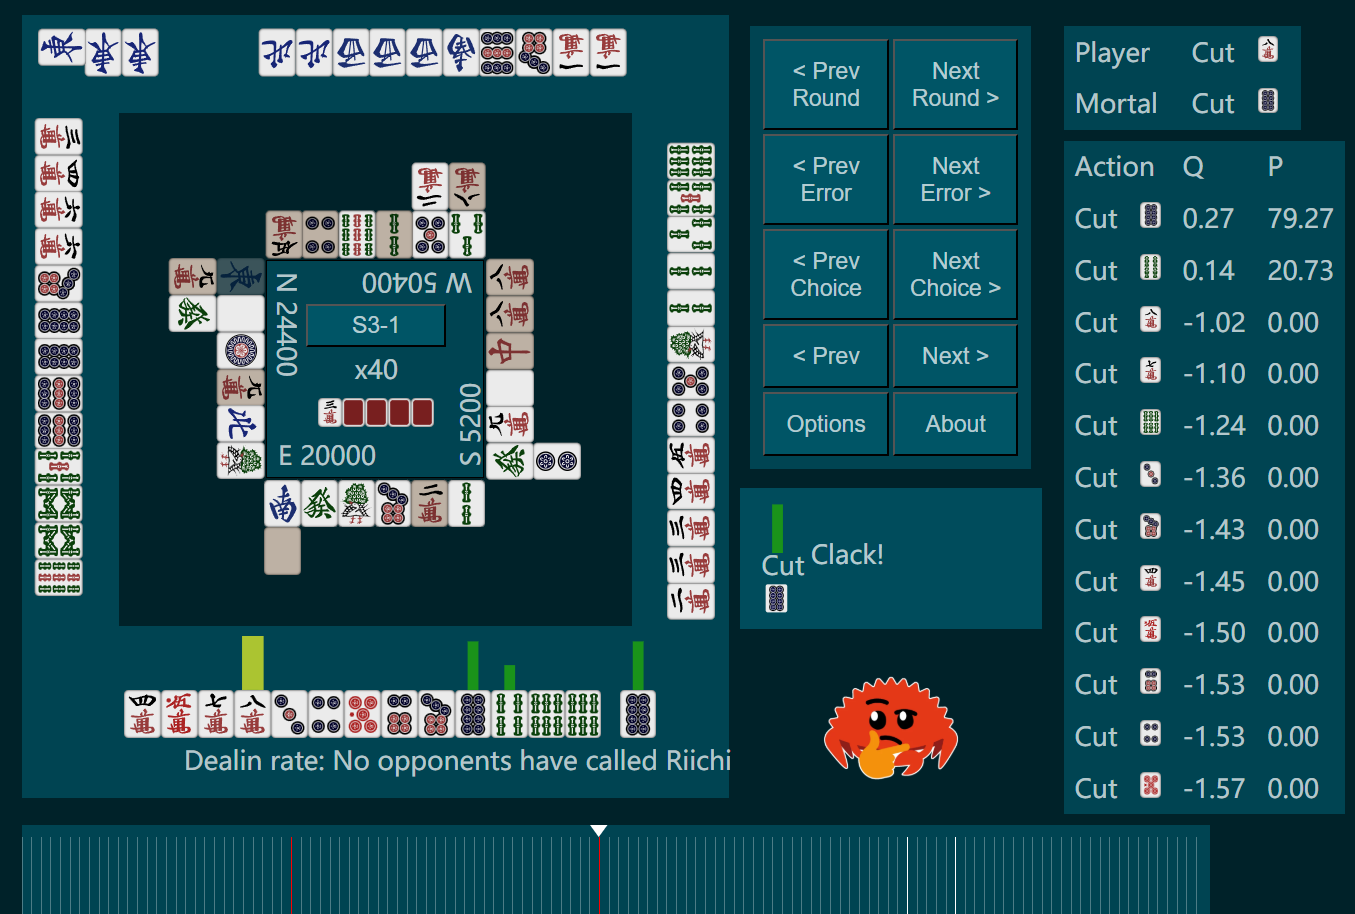 < Prev Round
Next Round >
< Prev Error
Next Error >
< Prev Choice
Next Choice >
< Prev
Next >
Options
About
Player Cut
Mortal Cut
Action Q P
Cut 0.27 79.27
Cut 0.14 20.73
Cut -1.02 0.00
Cut -1.10 0.00
Cut -1.24 0.00
Cut -1.36 0.00
Cut -1.43 0.00
Cut -1.45 0.00
Cut -1.50 0.00
Cut -1.53 0.00
Cut -1.53 0.00
Cut -1.57 0.00
N 24400
W 50400
S3-1
x40
S 5200
E 20000
Cut
Clack!
Dealin rate: No opponents have called Riichi